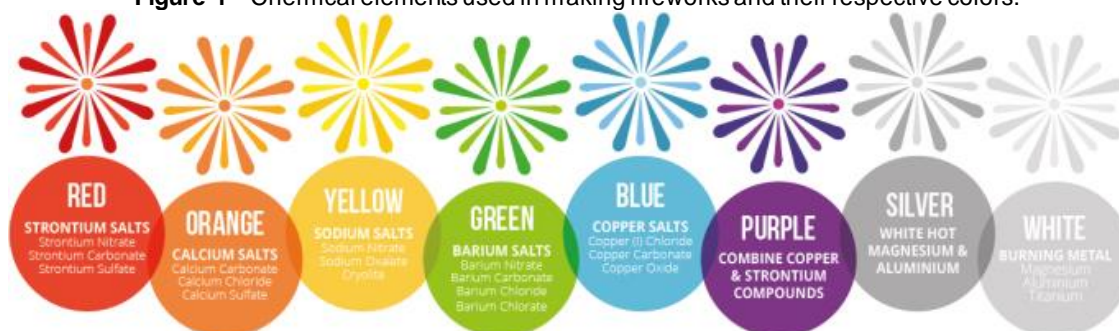 Figure 1 – Chemical elements used in making fireworks and their respective colors.
RED
STRONTIUM SALTS
Strontium Nitrate
Strontium Carbonate
Strontium Sulfate
ORANGE
CALCIUM SALTS
Calcium Carbonate
Calcium Chloride
Calcium Sulfate
YELLOW
SODIUM SALTS
Sodium Nitrate
Sodium Oxalate
Cryolite
GREEN
BARIUM SALTS
Barium Nitrate
Barium Carbonate
Barium Chloride
Barium Chlorate
BLUE
COPPER SALTS
Copper (I) Chloride
Copper Carbonate
Copper Oxide
PURPLE
COMBINE COPPER
& STRONTIUM
COMPOUNDS
SILVER
WHITE HOT
MAGNESIUM &
ALUMINIUM
WHITE
BURNING METAL
Magnesium
Aluminium
Titanium